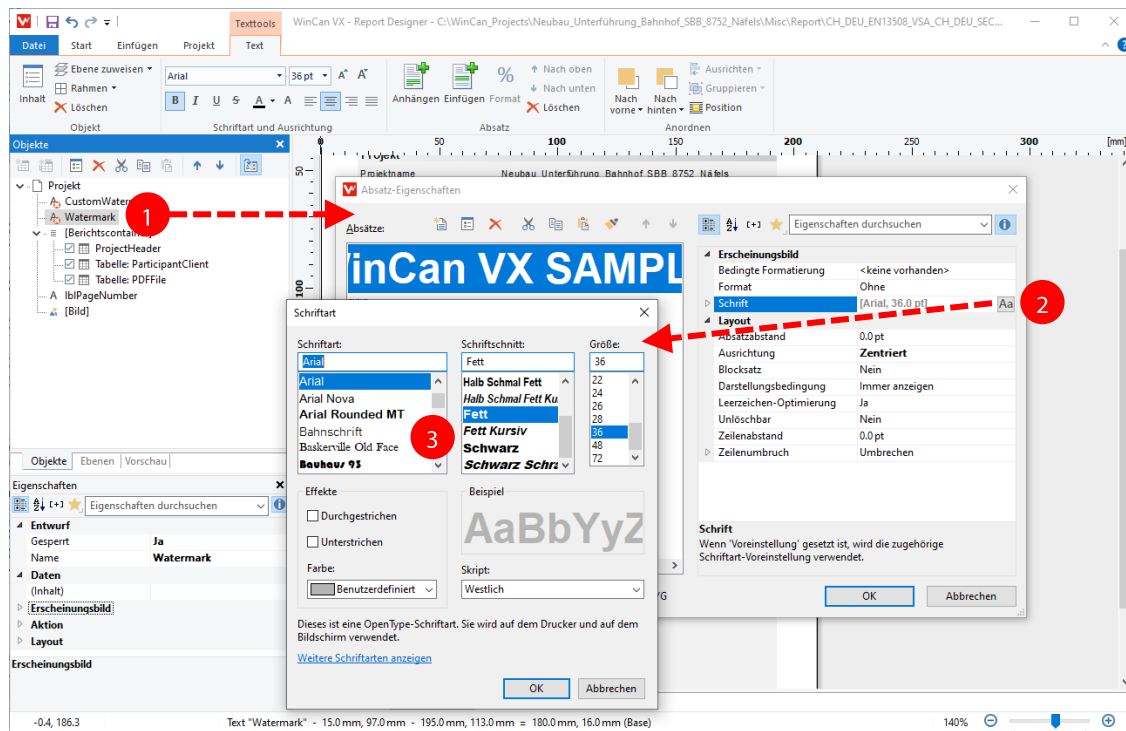 Texttools
WinCan VX - Report Designer - C:\WinCan_Projects\Neubau_Unterführung_Bahnhof_SBB_8752_Näfels\Misc\Report\CH_DEU_EN13508_VSA_CH_DEU_SEC...
Datei Start Einfügen Projekt Text
Inhalt
Ebene zuweisen
Rahmen
Löschen
Objekt
Arial 36 pt A A
B I U S A A
Schriftart und Ausrichtung
Anhängen Einfügen Format
%
Nach oben
Nach unten
Löschen
Absatz
Nach vorne
Nach hinten
Ausrichten
Gruppieren
Position
Anordnen
Objekte
0 50 100 150 200 250 300 [mm]
50
100
Projekt
CustomWater
Watermark
[Berichtscontain
ProjectHeader
Tabelle: ParticipantClient
Tabelle: PDFFile
A lblPageNumber
[Bild]
1
Objekte Ebenen Vorschau
Eigenschaften
Eigenschaften durchsuchen
Entwurf
Gesperrt Ja
Name Watermark
Daten
(Inhalt)
Erscheinungsbild
Aktion
Layout
Erscheinungsbild
Projekt
Projektname Neubau Unterführung Bahnhof SBB 8752 Näfels
Absatz-Eigenschaften
Absätze:
inCan VX SAMPL
Eigenschaften durchsuchen
Erscheinungsbild
Bedingte Formatierung <keine vorhanden>
Format Ohne
Schrift [Arial, 36.0 pt] Aa
2
Layout
Absatzabstand 0.0 pt
Ausrichtung Zentriert
Blocksatz Nein
Darstellungsbedingung Immer anzeigen
Leerzeichen-Optimierung Ja
Unlöschbar Nein
Zeilenabstand 0.0 pt
Zeilenumbruch Umbrechen
Schrift
Wenn 'Voreinstellung' gesetzt ist, wird die zugehörige
Schriftart-Voreinstellung verwendet.
OK Abbrechen
Schriftart
Schriftart: Schriftschnitt: Größe:
Arial Fett 36
Arial
Arial Nova
Arial Rounded MT
Bahnschrift
Baskerville Old Face
Bauhaus 93
3
Halb Schmal Fett
Halb Schmal Fett Ku
Fett
Fett Kursiv
Schwarz
Schwarz Schr
22
24
26
28
36
48
72
Effekte
Durchgestrichen
Unterstrichen
Farbe:
Benutzerdefiniert
Beispiel
AaBbYyZ
Skript:
Westlich
Dieses ist eine OpenType-Schriftart. Sie wird auf dem Drucker und auf dem
Bildschirm verwendet.
Weitere Schriftarten anzeigen
OK Abbrechen
-0.4, 186.3 Text "Watermark" - 15.0 mm, 97.0 mm - 195.0 mm, 113.0 mm = 180.0 mm, 16.0 mm (Base) 140%